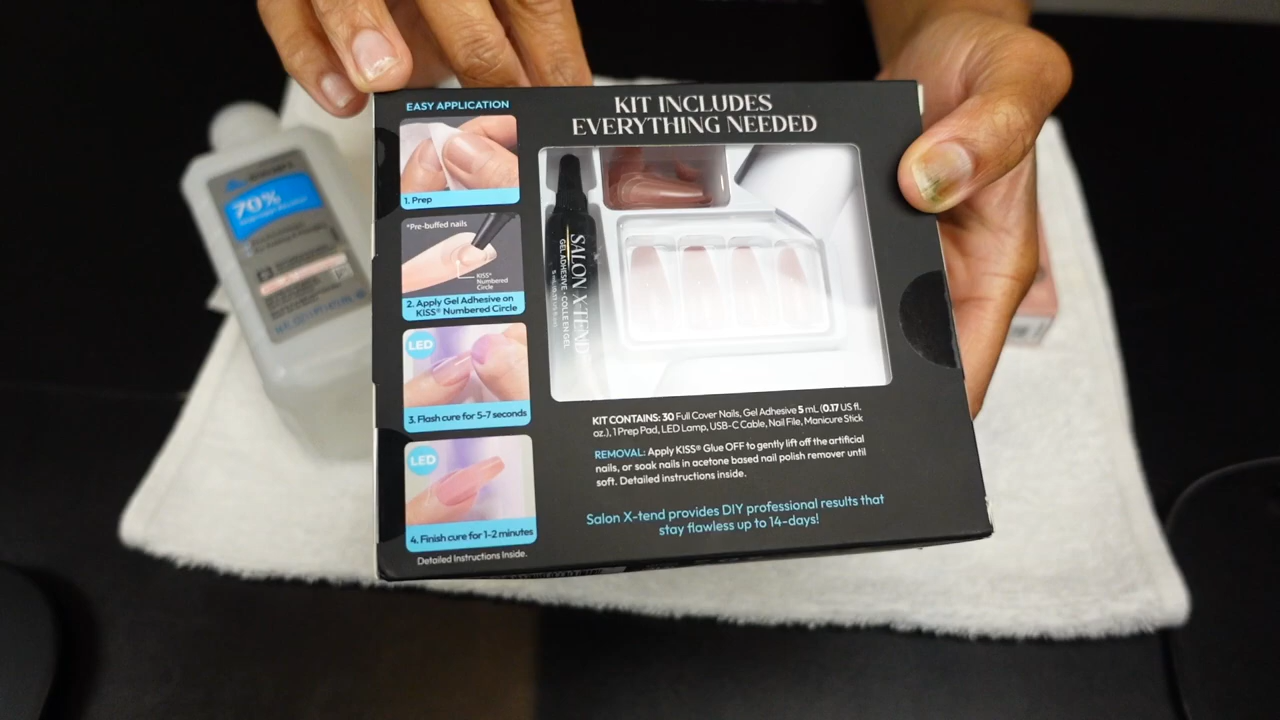 EASY APPLICATION
1. Prep
*Pre-buffed nails
KISS®
Numbered
Circle
2. Apply Gel Adhesive on
KISS® Numbered Circle
LED
3. Flash cure for 5-7 seconds
LED
4. Finish cure for 1-2 minutes
Detailed Instructions Inside.
KIT INCLUDES
EVERYTHING NEEDED
SALON X-TEND
GEL ADHESIVE • COLLE EN GEL
KIT CONTAINS: 30 Full Cover Nails, Gel Adhesive 5 mL (0.17 US fl.
oz.), 1 Prep Pad, LED Lamp, USB-C Cable, Nail File, Manicure Stick
REMOVAL: Apply KISS® Glue OFF to gently lift off the artificial
nails, or soak nails in acetone based nail polish remover until
soft. Detailed instructions inside.
Salon X-tend provides DIY professional results that
stay flawless up to 14-days!
70%